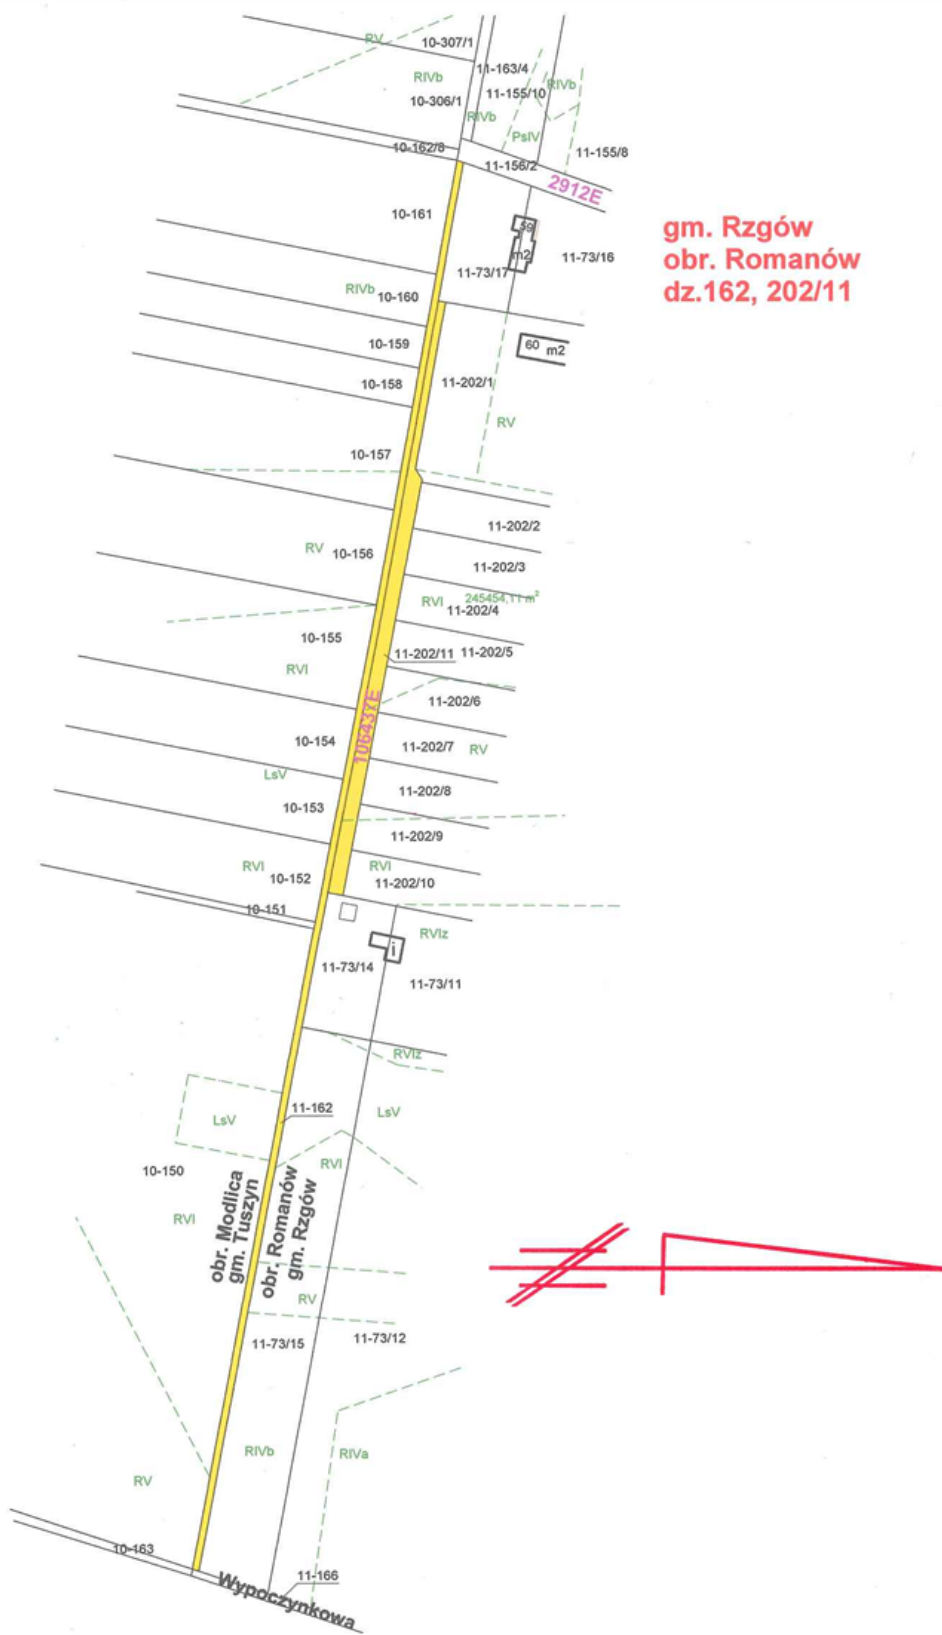 RV
10-307/1
11-163/4
RIVb
RIVb
11-155/10
10-306/1
RIVb
PsIV
10-162/8
11-155/8
11-156/2
2912E
10-161
59
m2
11-73/16
11-73/17
gm. Rzgów
obr. Romanów
dz.162, 202/11
RIVb
10-160
10-159
60 m2
10-158
11-202/1
RV
10-157
11-202/2
RV
10-156
11-202/3
RVI
245454,11 m²
11-202/4
10-155
11-202/11
11-202/5
RVI
11-202/6
106437E
10-154
11-202/7
RV
LsV
11-202/8
10-153
11-202/9
RVI
10-152
RVI
11-202/10
10-151
RVIz
i
11-73/14
11-73/11
RVIz
11-162
LsV
LsV
10-150
RVI
RVI
obr. Modlica
gm. Tuszyn
obr. Romanów
gm. Rzgów
RV
11-73/15
11-73/12
RIVb
RIVa
RV
10-163
11-166
Wypoczynkowa